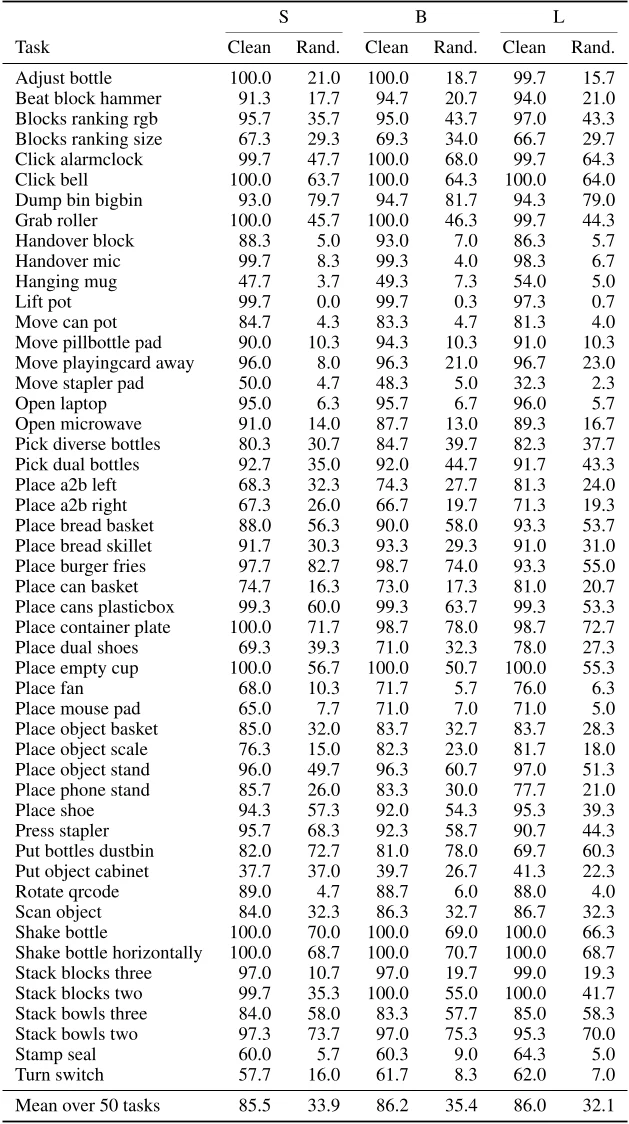 S B L
Task Clean Rand. Clean Rand. Clean Rand.
Adjust bottle 100.0 21.0 100.0 18.7 99.7 15.7
Beat block hammer 91.3 17.7 94.7 20.7 94.0 21.0
Blocks ranking rgb 95.7 35.7 95.0 43.7 97.0 43.3
Blocks ranking size 67.3 29.3 69.3 34.0 66.7 29.7
Click alarmclock 99.7 47.7 100.0 68.0 99.7 64.3
Click bell 100.0 63.7 100.0 64.3 100.0 64.0
Dump bin bigbin 93.0 79.7 94.7 81.7 94.3 79.0
Grab roller 100.0 45.7 100.0 46.3 99.7 44.3
Handover block 88.3 5.0 93.0 7.0 86.3 5.7
Handover mic 99.7 8.3 99.3 4.0 98.3 6.7
Hanging mug 47.7 3.7 49.3 7.3 54.0 5.0
Lift pot 99.7 0.0 99.7 0.3 97.3 0.7
Move can pot 84.7 4.3 83.3 4.7 81.3 4.0
Move pillbottle pad 90.0 10.3 94.3 10.3 91.0 10.3
Move playingcard away 96.0 8.0 96.3 21.0 96.7 23.0
Move stapler pad 50.0 4.7 48.3 5.0 32.3 2.3
Open laptop 95.0 6.3 95.7 6.7 96.0 5.7
Open microwave 91.0 14.0 87.7 13.0 89.3 16.7
Pick diverse bottles 80.3 30.7 84.7 39.7 82.3 37.7
Pick dual bottles 92.7 35.0 92.0 44.7 91.7 43.3
Place a2b left 68.3 32.3 74.3 27.7 81.3 24.0
Place a2b right 67.3 26.0 66.7 19.7 71.3 19.3
Place bread basket 88.0 56.3 90.0 58.0 93.3 53.7
Place bread skillet 91.7 30.3 93.3 29.3 91.0 31.0
Place burger fries 97.7 82.7 98.7 74.0 93.3 55.0
Place can basket 74.7 16.3 73.0 17.3 81.0 20.7
Place cans plasticbox 99.3 60.0 99.3 63.7 99.3 53.3
Place container plate 100.0 71.7 98.7 78.0 98.7 72.7
Place dual shoes 69.3 39.3 71.0 32.3 78.0 27.3
Place empty cup 100.0 56.7 100.0 50.7 100.0 55.3
Place fan 68.0 10.3 71.7 5.7 76.0 6.3
Place mouse pad 65.0 7.7 71.0 7.0 71.0 5.0
Place object basket 85.0 32.0 83.7 32.7 83.7 28.3
Place object scale 76.3 15.0 82.3 23.0 81.7 18.0
Place object stand 96.0 49.7 96.3 60.7 97.0 51.3
Place phone stand 85.7 26.0 83.3 30.0 77.7 21.0
Place shoe 94.3 57.3 92.0 54.3 95.3 39.3
Press stapler 95.7 68.3 92.3 58.7 90.7 44.3
Put bottles dustbin 82.0 72.7 81.0 78.0 69.7 60.3
Put object cabinet 37.7 37.0 39.7 26.7 41.3 22.3
Rotate qrcode 89.0 4.7 88.7 6.0 88.0 4.0
Scan object 84.0 32.3 86.3 32.7 86.7 32.3
Shake bottle 100.0 70.0 100.0 69.0 100.0 66.3
Shake bottle horizontally 100.0 68.7 100.0 70.7 100.0 68.7
Stack blocks three 97.0 10.7 97.0 19.7 99.0 19.3
Stack blocks two 99.7 35.3 100.0 55.0 100.0 41.7
Stack bowls three 84.0 58.0 83.3 57.7 85.0 58.3
Stack bowls two 97.3 73.7 97.0 75.3 95.3 70.0
Stamp seal 60.0 5.7 60.3 9.0 64.3 5.0
Turn switch 57.7 16.0 61.7 8.3 62.0 7.0
Mean over 50 tasks 85.5 33.9 86.2 35.4 86.0 32.1